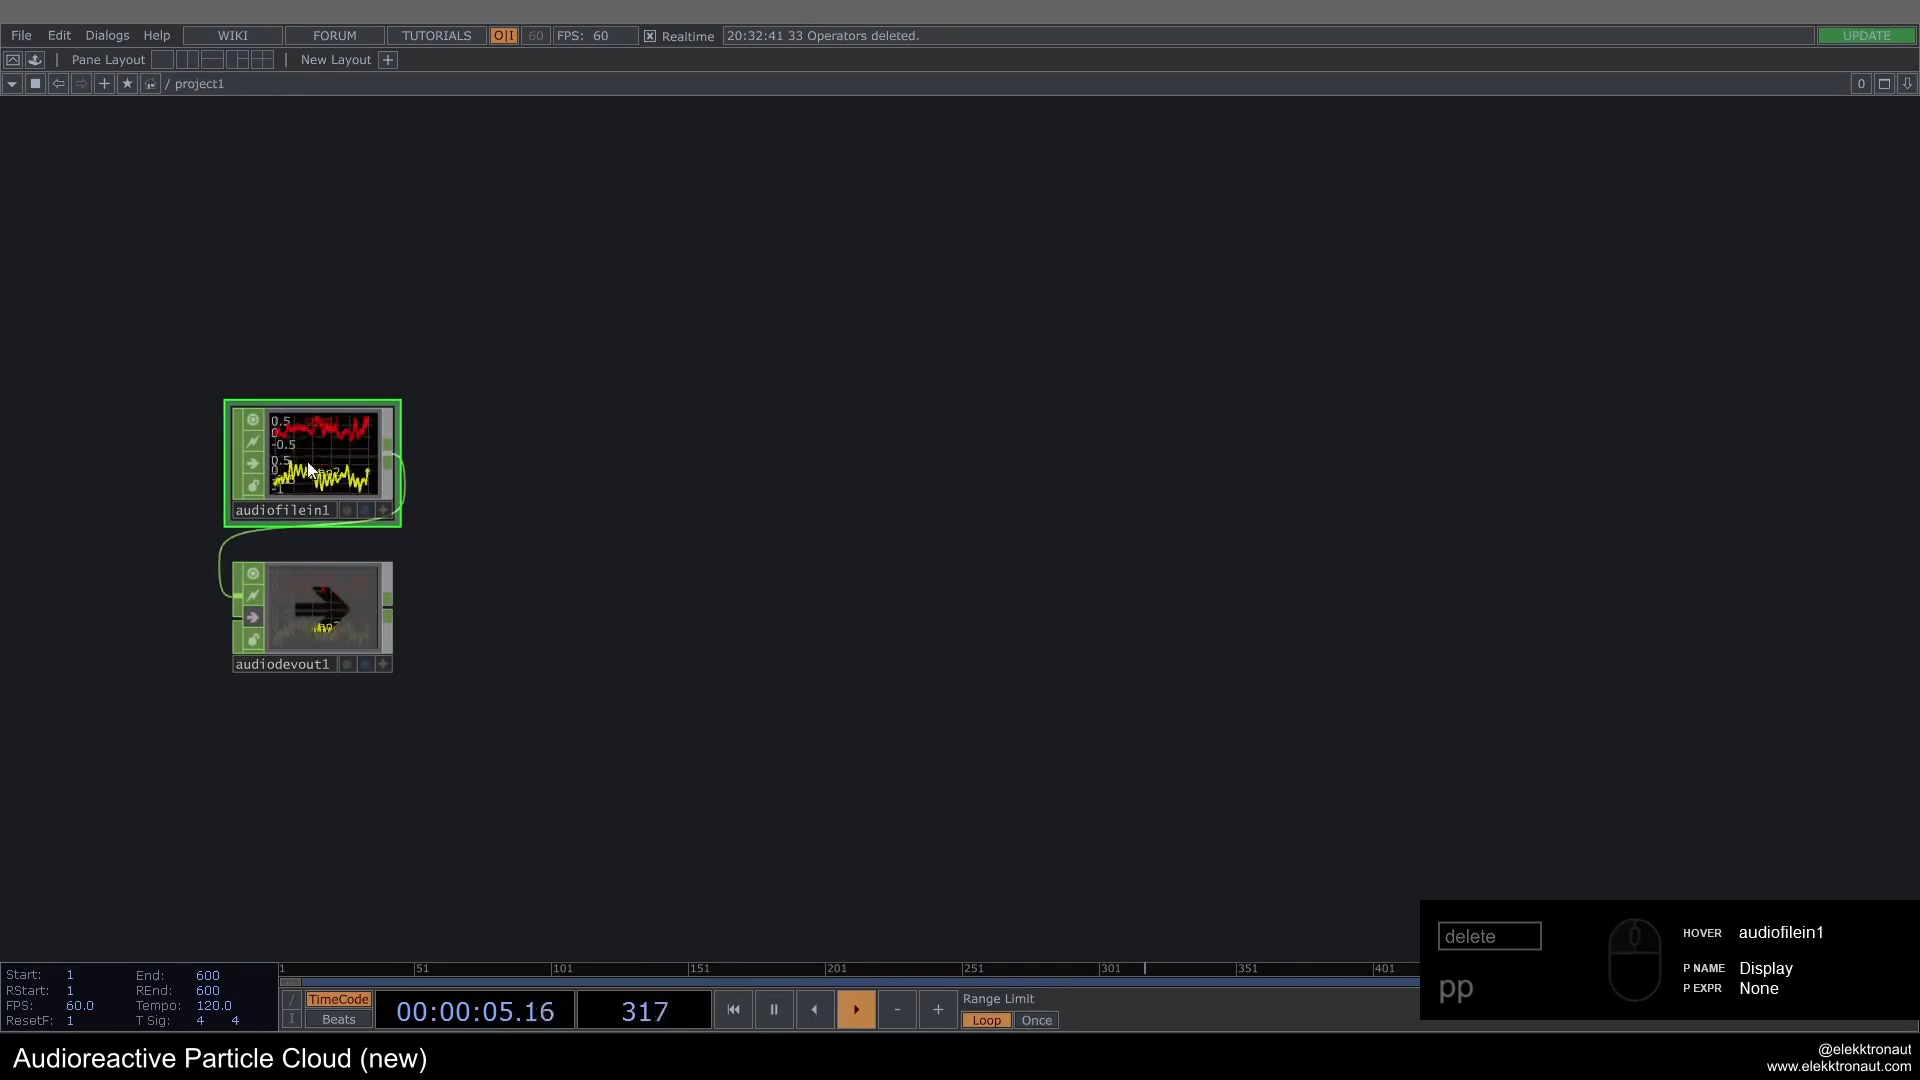 File Edit Dialogs Help WIKI FORUM TUTORIALS O|I 60 FPS: 60 Realtime 20:32:41 33 Operators deleted. UPDATE
Pane Layout New Layout +
/ project1 0
0.5
0
-0.5
0.5
0
-1
audiofilein1
audiodevout1
delete
HOVER audiofilein1
P NAME Display
pp P EXPR None
1 51 101 151 201 251 301 351 401
Start: 1 End: 600
RStart: 1 REnd: 600
FPS: 60.0 Tempo: 120.0
ResetF: 1 T Sig: 4 4
TimeCode
Beats
00:00:05.16 317 - +
Range Limit
Loop Once
Audioreactive Particle Cloud (new)
@elekktronaut
www.elekktronaut.com